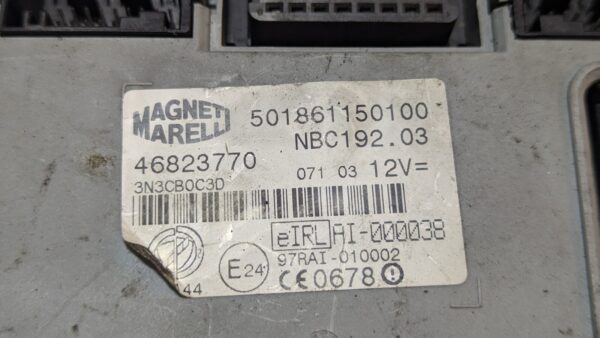 MAGNETI MARELLI
501861150100
NBC192.03
46823770
071 03 12V=
3N3CB0C3D
eIRL AI-000038
97RAI-010002
E24
CE0678
44